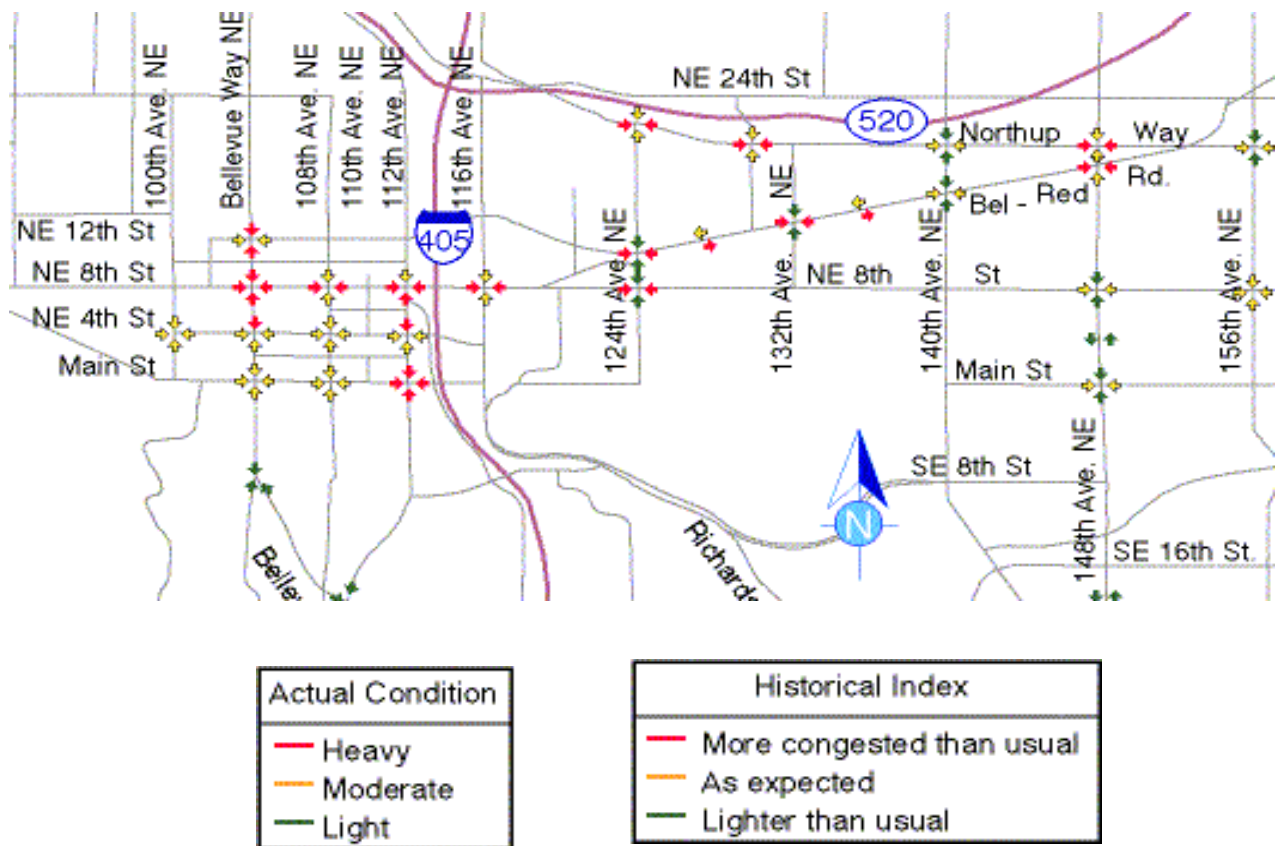 100th Ave. NE
Bellevue Way NE
108th Ave. NE
110th Ave. NE
112th Ave. NE
116th Ave. NE
NE 24th St
520
Northup Way
Bel - Red Rd.
NE 12th St
405
NE 8th St
NE 8th St
NE 4th St
Main St
124th Ave. NE
132th Ave. NE
140th Ave. NE
148th Ave. NE
156th Ave. NE
Main St
SE 8th St
N
SE 16th St.
Belle
Richards
Actual Condition
Heavy
Moderate
Light
Historical Index
More congested than usual
As expected
Lighter than usual